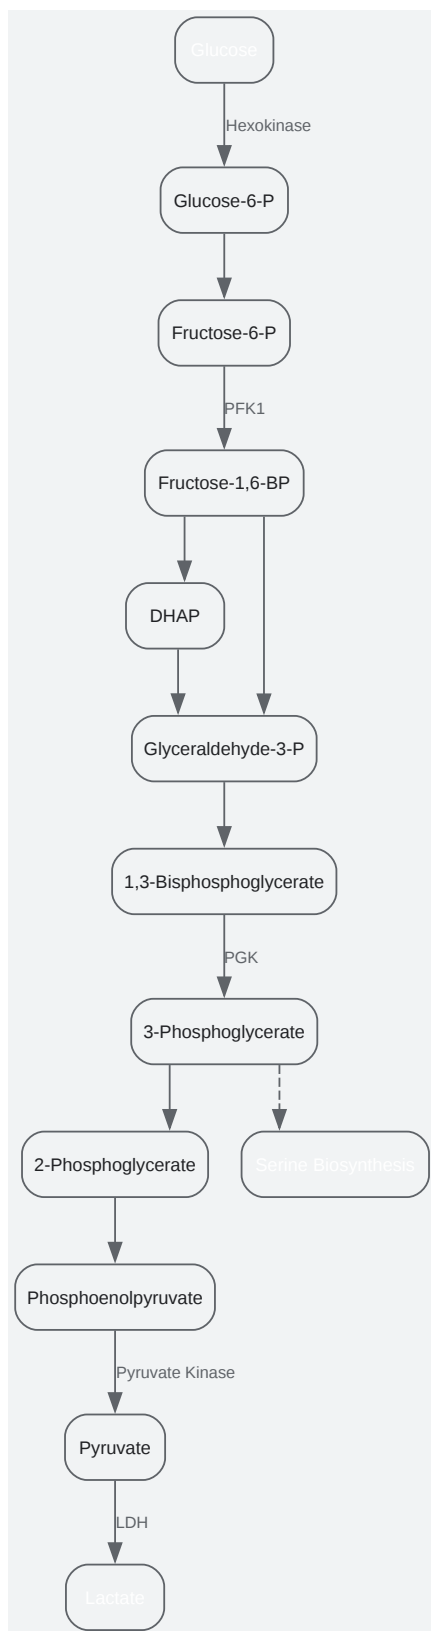 Glucose
Hexokinase
Glucose-6-P
Fructose-6-P
PFK1
Fructose-1,6-BP
DHAP
Glyceraldehyde-3-P
1,3-Bisphosphoglycerate
PGK
3-Phosphoglycerate
2-Phosphoglycerate
Serine Biosynthesis
Phosphoenolpyruvate
Pyruvate Kinase
Pyruvate
LDH
Lactate